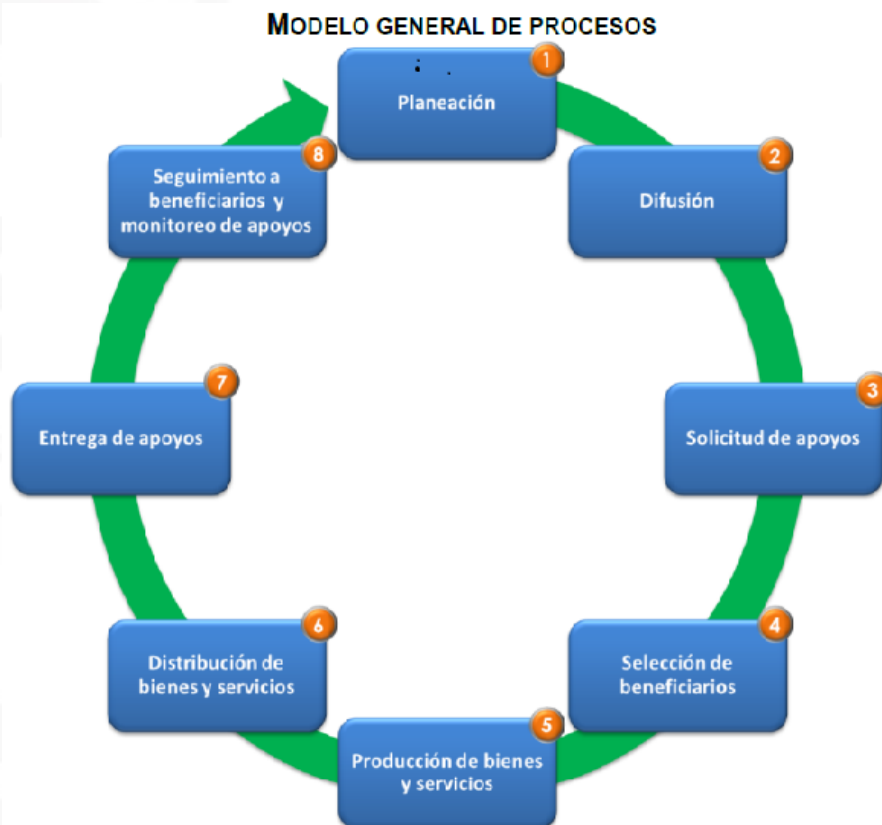 MODELO GENERAL DE PROCESOS
1
Planeación
2
Difusión
3
Solicitud de apoyos
4
Selección de
beneficiarios
5
Producción de bienes
y servicios
6
Distribución de
bienes y servicios
7
Entrega de apoyos
8
Seguimiento a
beneficiarios y
monitoreo de apoyos